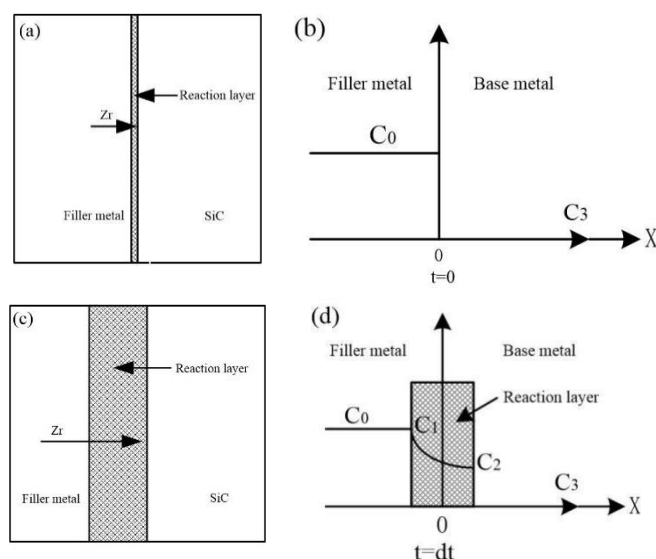 (a)
Reaction layer
Zr
Filler metal
SiC
(b)
Filler metal
Base metal
C0
C3
X
0
t=0
(c)
Reaction layer
Zr
Filler metal
SiC
(d)
Filler metal
Base metal
Reaction layer
C0
C1
C2
C3
X
0
t=dt